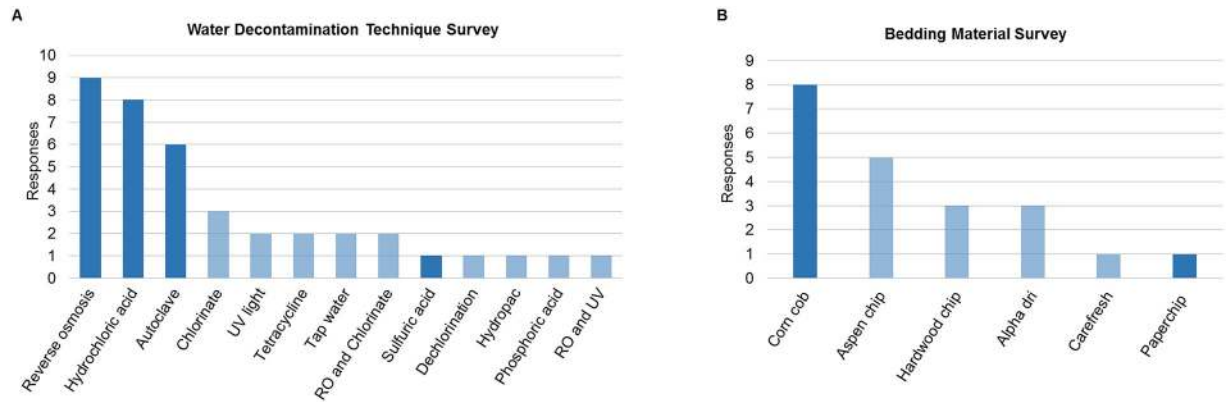 A
Water Decontamination Technique Survey
10
9
8
7
6
5
4
3
2
1
0
Responses
Reverse osmosis
Hydrochloric acid
Autoclave
Chlorinate
UV light
Tetracycline
Tap water
RO and Chlorinate
Sulfuric acid
Dechlorination
Hydropac
Phosphoric acid
RO and UV
B
Bedding Material Survey
9
8
7
6
5
4
3
2
1
0
Responses
Corn cob
Aspen chip
Hardwood chip
Alpha dri
Carefresh
Paperchip